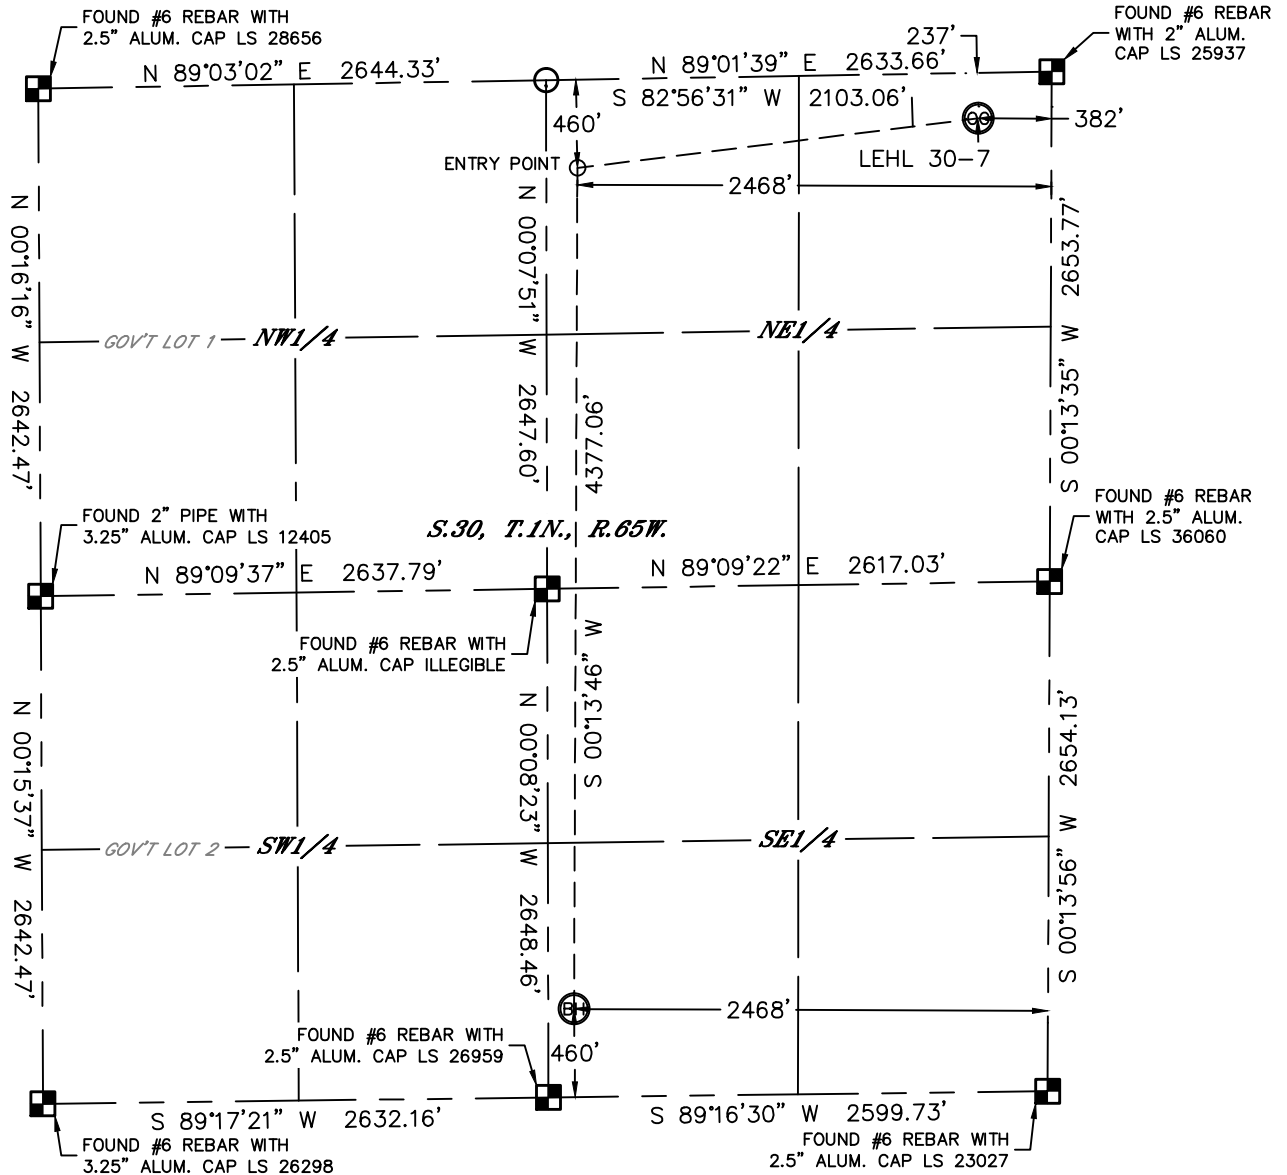 FOUND #6 REBAR WITH
2.5" ALUM. CAP LS 28656
FOUND #6 REBAR
WITH 2" ALUM.
CAP LS 25937
237'
N 89°03'02" E 2644.33'
N 89°01'39" E 2633.66'
S 82°56'31" W 2103.06'
460'
382'
ENTRY POINT
LEHL 30-7
2468'
N 00°16'16" W 2642.47'
N 00°07'51" W 2647.60'
4377.06'
S 00°13'46" W
S 00°13'35" W 2653.77'
GOV'T LOT 1
NW1/4
NE1/4
FOUND 2" PIPE WITH
3.25" ALUM. CAP LS 12405
S.30, T.1N., R.65W.
FOUND #6 REBAR
WITH 2.5" ALUM.
CAP LS 36060
N 89°09'37" E 2637.79'
N 89°09'22" E 2617.03'
FOUND #6 REBAR WITH
2.5" ALUM. CAP ILLEGIBLE
N 00°15'37" W 2642.47'
N 00°08'23" W 2648.46'
S 00°13'56" W 2654.13'
GOV'T LOT 2
SW1/4
SE1/4
BH
2468'
FOUND #6 REBAR WITH
2.5" ALUM. CAP LS 26959
460'
S 89°17'21" W 2632.16'
S 89°16'30" W 2599.73'
FOUND #6 REBAR WITH
3.25" ALUM. CAP LS 26298
FOUND #6 REBAR WITH
2.5" ALUM. CAP LS 23027